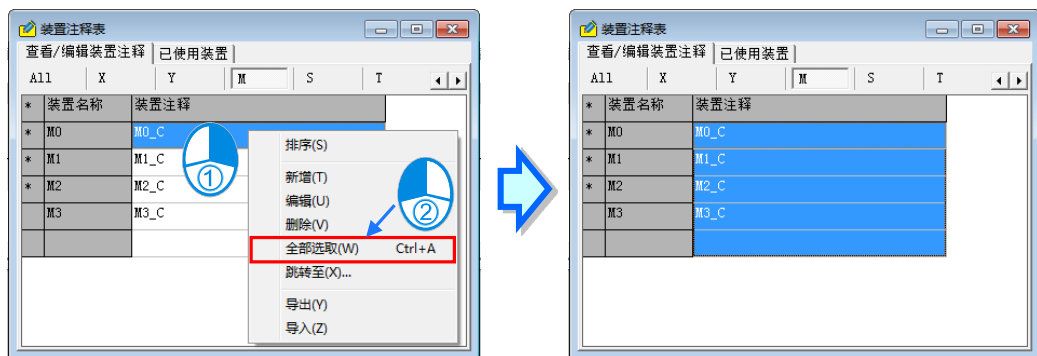 装置注释表
查看/编辑装置注释 已使用装置
All X Y M S T
* 装置名称 装置注释
* M0 M0_C
* M1 M1_C
* M2 M2_C
M3 M3_C
①
排序(S)
新增(T)
编辑(U)
删除(V)
全部选取(W) Ctrl+A
跳转至(X)...
导出(Y)
导入(Z)
②
装置注释表
查看/编辑装置注释 已使用装置
All X Y M S T
* 装置名称 装置注释
* M0 M0_C
* M1 M1_C
* M2 M2_C
M3 M3_C